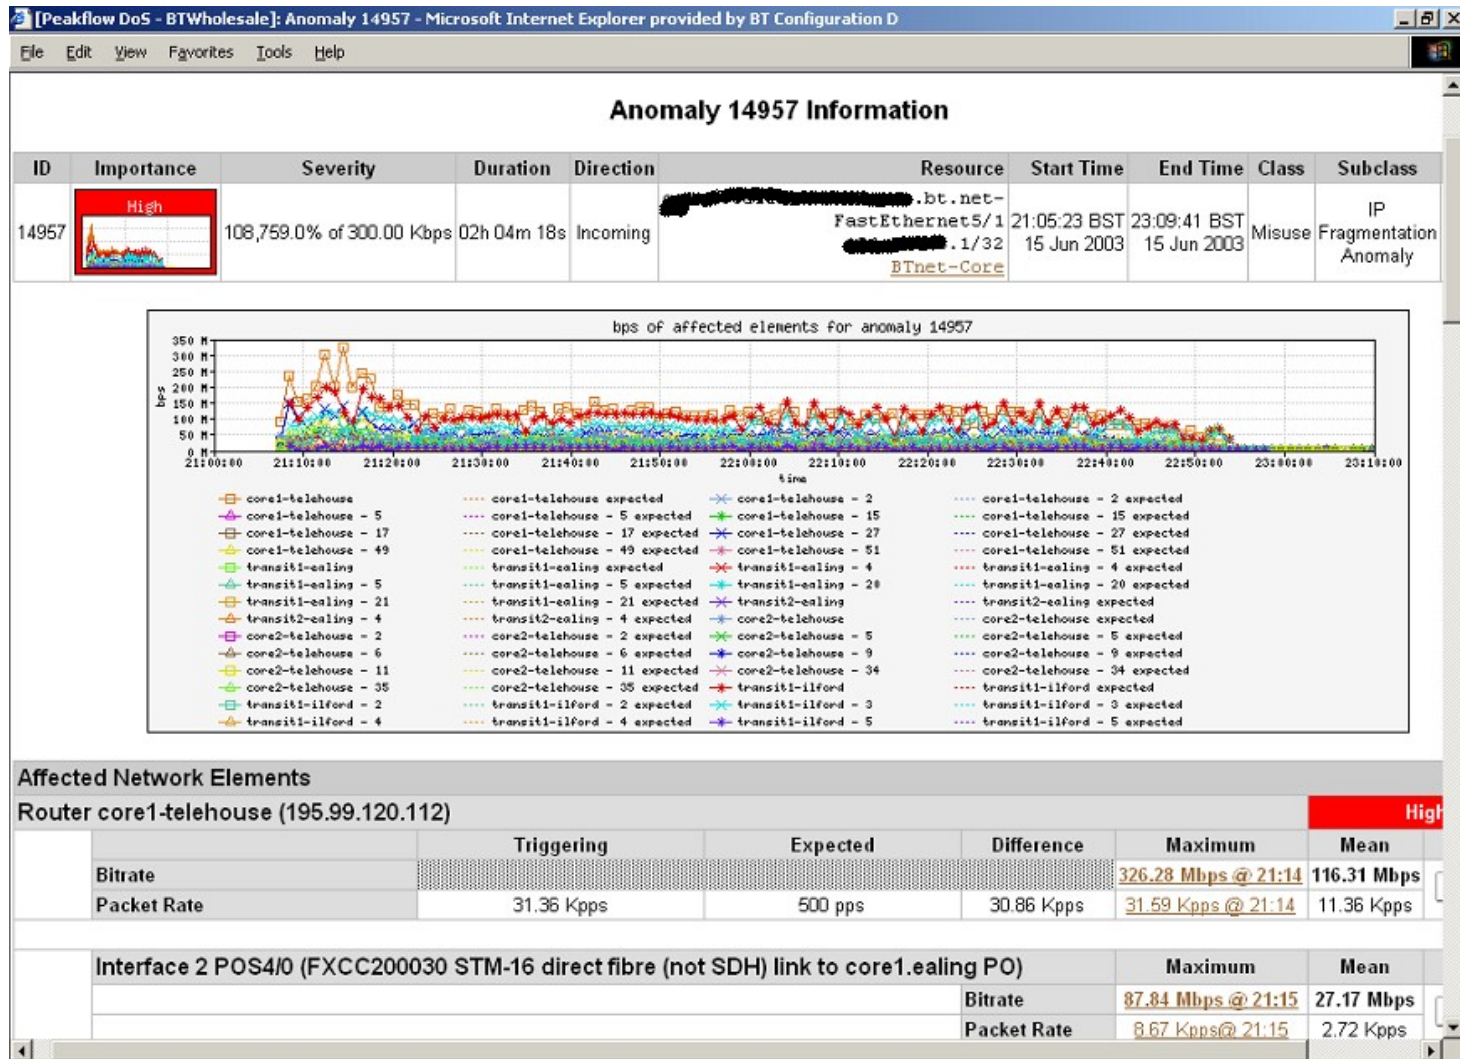 [Peakflow DoS - BTWholesale]: Anomaly 14957 - Microsoft Internet Explorer provided by BT Configuration D
File Edit View Favorites Tools Help
Anomaly 14957 Information
ID Importance Severity Duration Direction Resource Start Time End Time Class Subclass
14957 High 108,759.0% of 300.00 Kbps 02h 04m 18s Incoming .bt.net-
FastEthernet5/1
.1/32
BTnet-Core
21:05:23 BST
15 Jun 2003
23:09:41 BST
15 Jun 2003
Misuse
IP
Fragmentation
Anomaly
bps of affected elements for anomaly 14957
350 M
300 M
250 M
200 M
150 M
100 M
50 M
0 M
bps
21:00:00 21:10:00 21:20:00 21:30:00 21:40:00 21:50:00 22:00:00 22:10:00 22:20:00 22:30:00 22:40:00 22:50:00 23:00:00 23:10:00
time
core1-telehouse core1-telehouse expected core1-telehouse - 2 core1-telehouse - 2 expected
core1-telehouse - 5 core1-telehouse - 5 expected core1-telehouse - 15 core1-telehouse - 15 expected
core1-telehouse - 17 core1-telehouse - 17 expected core1-telehouse - 27 core1-telehouse - 27 expected
core1-telehouse - 49 core1-telehouse - 49 expected core1-telehouse - 51 core1-telehouse - 51 expected
transit1-ealing transit1-ealing expected transit1-ealing - 4 transit1-ealing - 4 expected
transit1-ealing - 5 transit1-ealing - 5 expected transit1-ealing - 20 transit1-ealing - 20 expected
transit1-ealing - 21 transit1-ealing - 21 expected transit2-ealing transit2-ealing expected
transit2-ealing - 4 transit2-ealing - 4 expected core2-telehouse core2-telehouse expected
core2-telehouse - 2 core2-telehouse - 2 expected core2-telehouse - 5 core2-telehouse - 5 expected
core2-telehouse - 6 core2-telehouse - 6 expected core2-telehouse - 9 core2-telehouse - 9 expected
core2-telehouse - 11 core2-telehouse - 11 expected core2-telehouse - 34 core2-telehouse - 34 expected
core2-telehouse - 35 core2-telehouse - 35 expected transit1-ilford transit1-ilford expected
transit1-ilford - 2 transit1-ilford - 2 expected transit1-ilford - 3 transit1-ilford - 3 expected
transit1-ilford - 4 transit1-ilford - 4 expected transit1-ilford - 5 transit1-ilford - 5 expected
Affected Network Elements
Router core1-telehouse (195.99.120.112) High
Triggering Expected Difference Maximum Mean
Bitrate 326.28 Mbps @ 21:14 116.31 Mbps
Packet Rate 31.36 Kpps 500 pps 30.86 Kpps 31.59 Kpps @ 21:14 11.36 Kpps
Interface 2 POS4/0 (FXCC200030 STM-16 direct fibre (not SDH) link to core1.ealing PO) Maximum Mean
Bitrate 87.84 Mbps @ 21:15 27.17 Mbps
Packet Rate 8.67 Kpps@ 21:15 2.72 Kpps